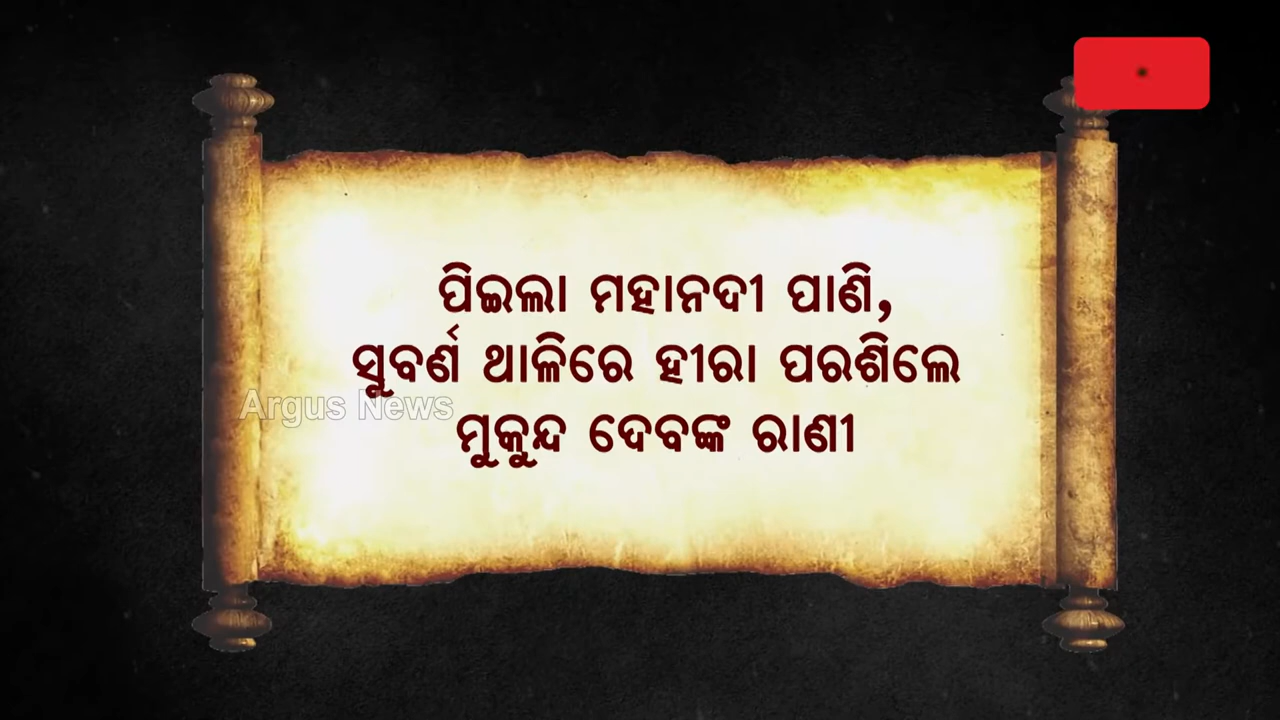 ପିଇଲା ମହାନଦୀ ପାଣି,
ସୁବର୍ଣ ଥାଳିରେ ହୀରା ପରଶିଲେ
Argus News
ମୁକୁନ୍ଦ ଦେବଙ୍କ ରାଣୀ